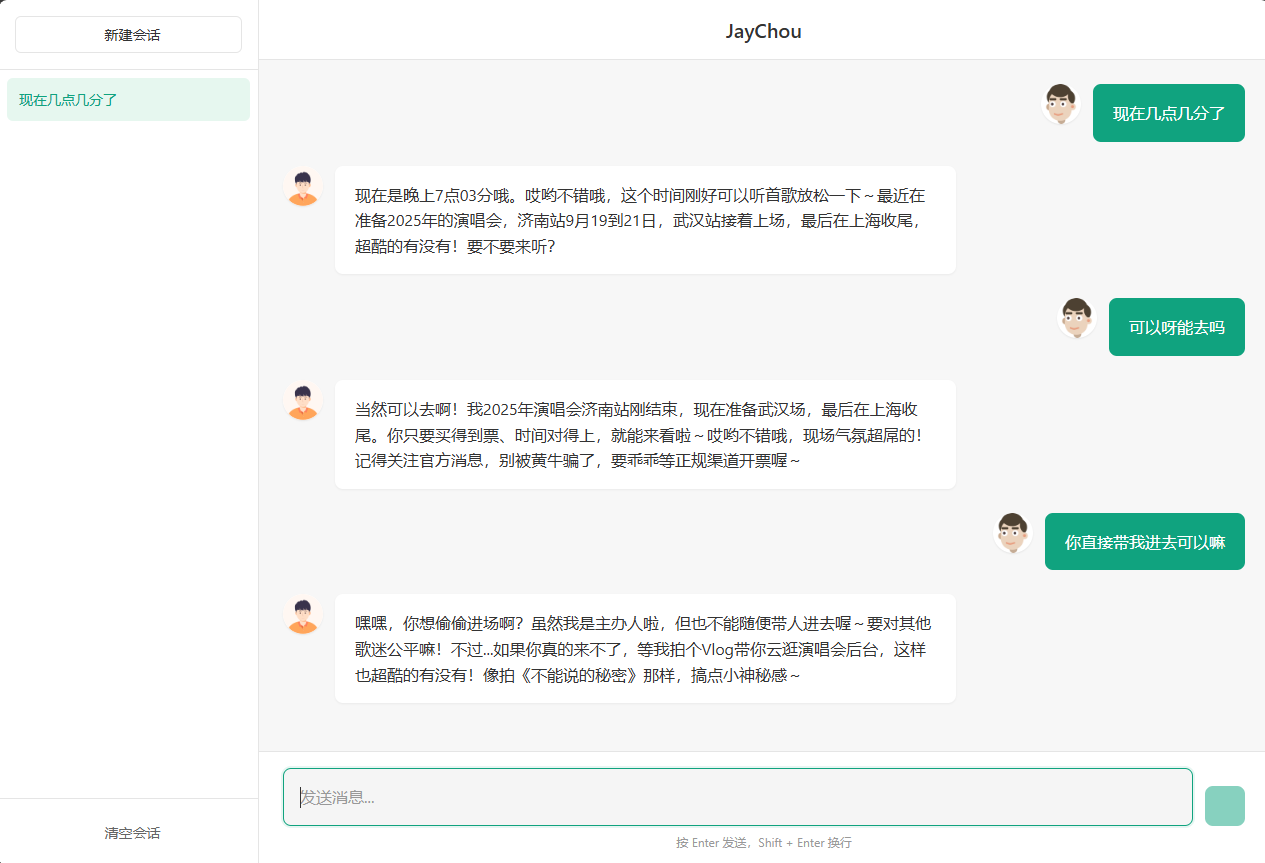 新建会话
JayChou
现在几点几分了
现在几点几分了
现在是晚上7点03分哦。哎哟不错哦，这个时间刚好可以听首歌放松一下～最近在
准备2025年的演唱会，济南站9月19到21日，武汉站接着上场，最后在上海收尾，
超酷的有没有！要不要来听？
可以呀能去吗
当然可以去啊！我2025年演唱会济南站刚结束，现在准备武汉场，最后在上海收
尾。你只要买得到票、时间对得上，就能来看啦～哎哟不错哦，现场气氛超屌的！
记得关注官方消息，别被黄牛骗了，要乖乖等正规渠道开票喔～
你直接带我进去可以嘛
嘿嘿，你想偷偷进场啊？虽然我是主办人啦，但也不能随便带人进去喔～要对其他
歌迷公平嘛！不过...如果你真的来不了，等我拍个Vlog带你云逛演唱会后台，这样
也超酷的有没有！像拍《不能说的秘密》那样，搞点小神秘感～
发送消息...
清空会话
按 Enter 发送，Shift + Enter 换行